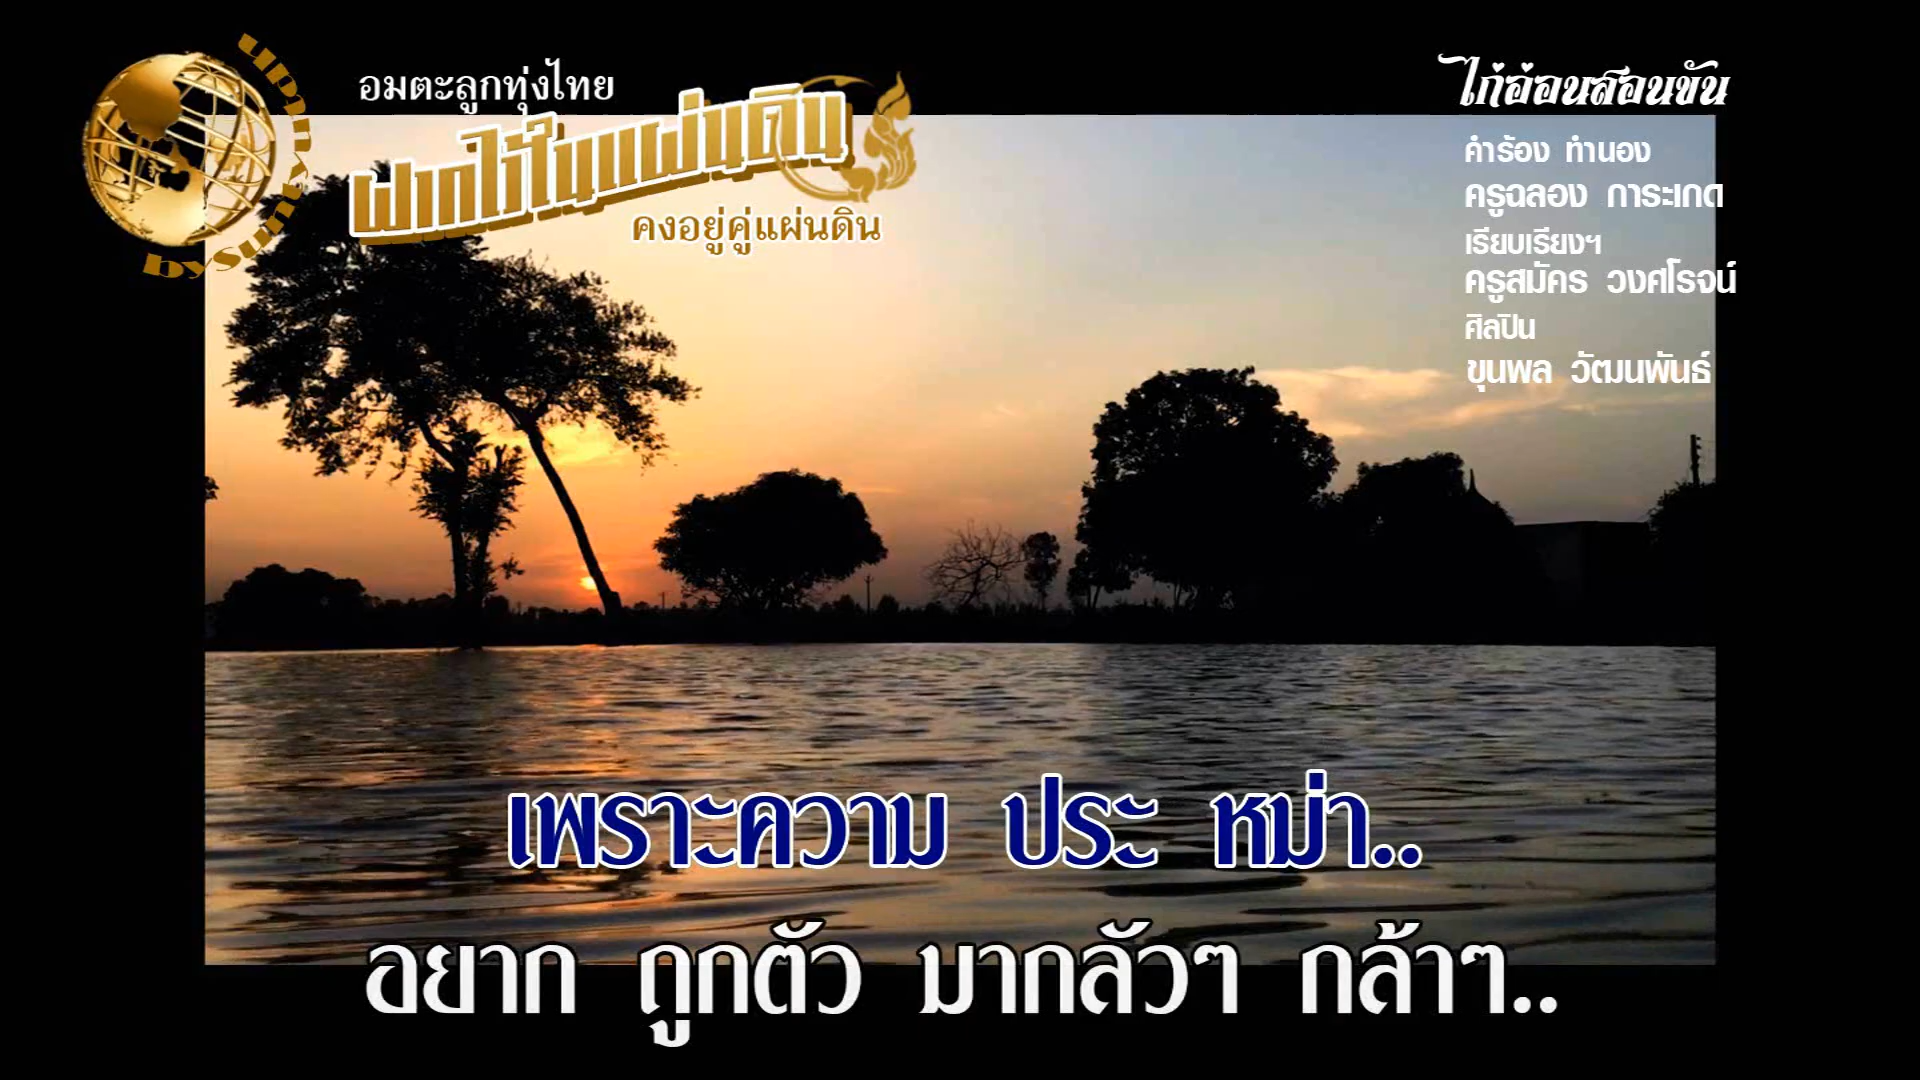 bySuntynutn
อมตะลูกทุ่งไทย
ฝากไว้ในแผ่นดิน
คงอยู่คู่แผ่นดิน
ไก่อ่อนสอนขัน
คำร้อง ทำนอง
ครูฉลอง การะเกด
เรียบเรียงฯ
ครูสมัคร วงศโรจน์
ศิลปิน
ขุนพล วัฒนพันธ์
เพราะความ ประ หม่า..
อยาก ถูกตัว มากลัวๆ กล้าๆ..